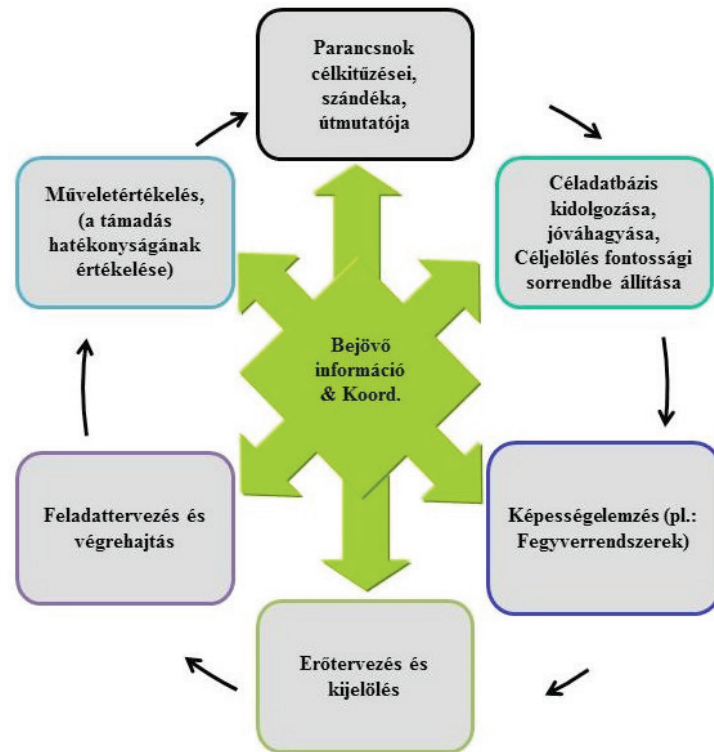 Parancsnok
célkitűzései,
szándéka,
útmutatója
Céladatbázis
kidolgozása,
jóváhagyása,
Céljelölés fontossági
sorrendbe állítása
Képességelemzés (pl.:
Fegyverrendszerek)
Erőtervezés és
kijelölés
Feladattervezés és
végrehajtás
Műveletértékelés,
(a támadás
hatékonyságának
értékelése)
Bejövő
információ
& Koord.